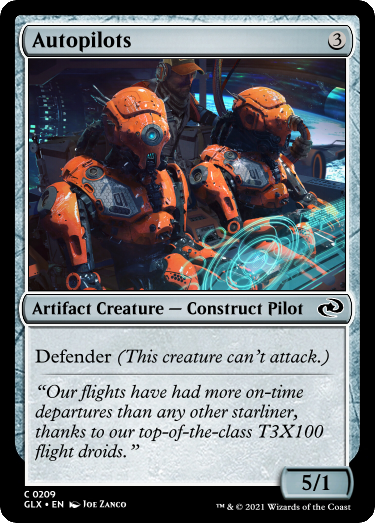 Autopilots 3
Artifact Creature — Construct Pilot
Defender (This creature can't attack.)
“Our flights have had more on-time
departures than any other starliner,
thanks to our top-of-the-class T3X100
flight droids.”
5/1
C 0209
GLX • EN Joe Zanco ™ & © 2021 Wizards of the Coast